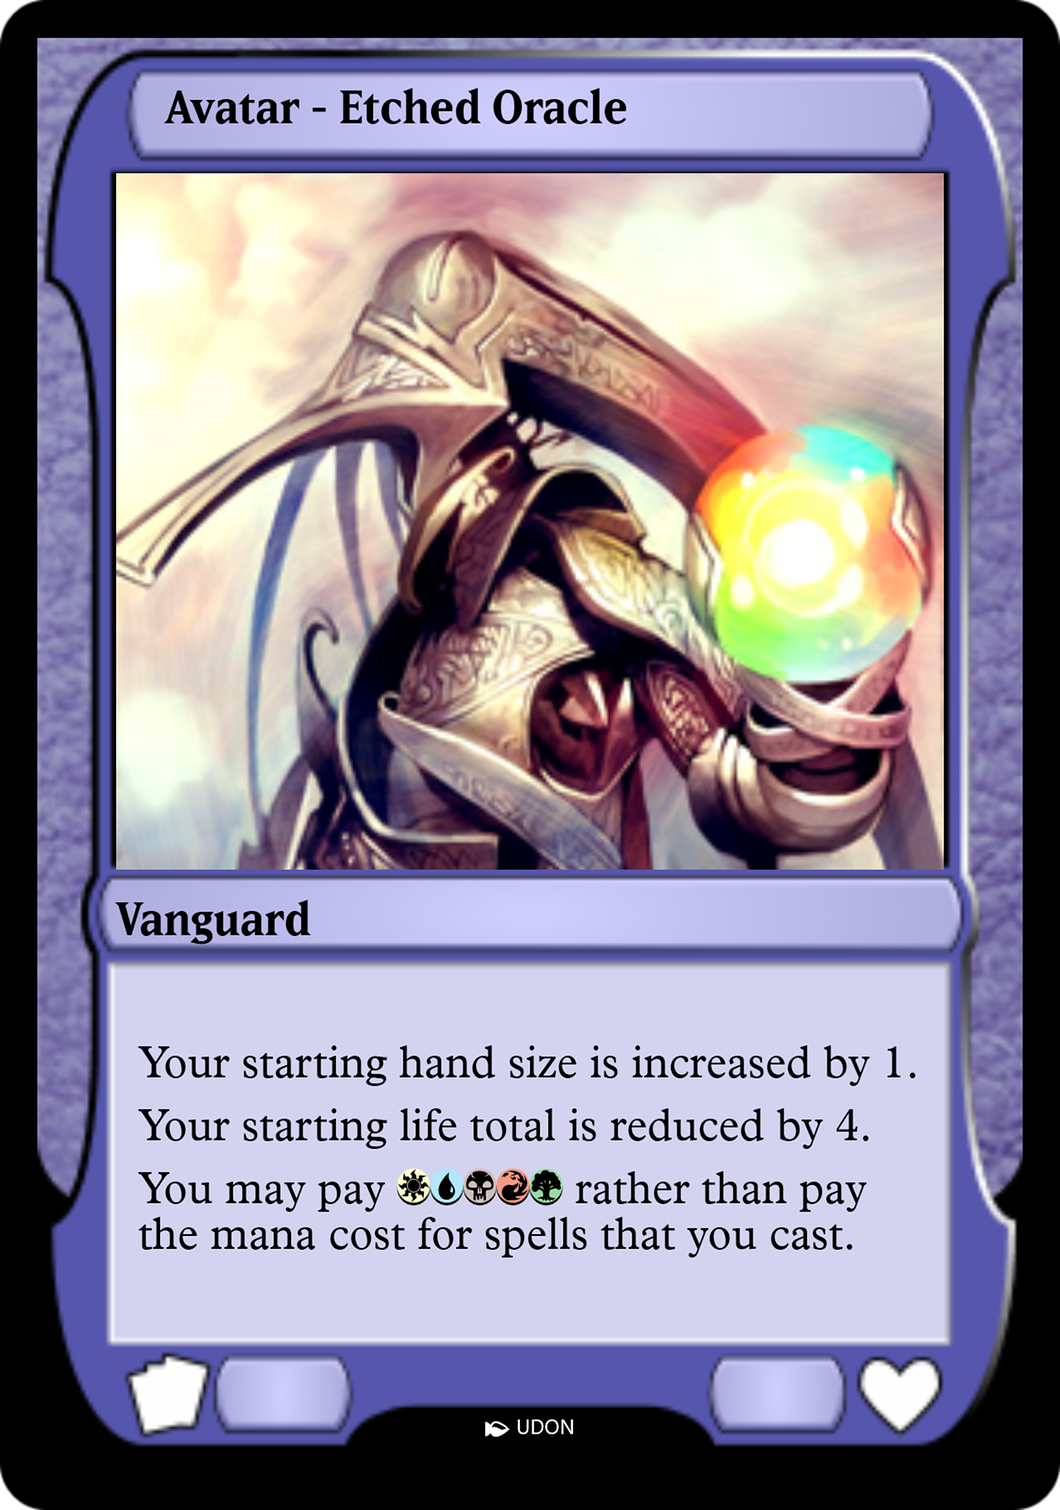 Avatar - Etched Oracle
Vanguard
Your starting hand size is increased by 1.
Your starting life total is reduced by 4.
You may pay rather than pay
the mana cost for spells that you cast.
UDON